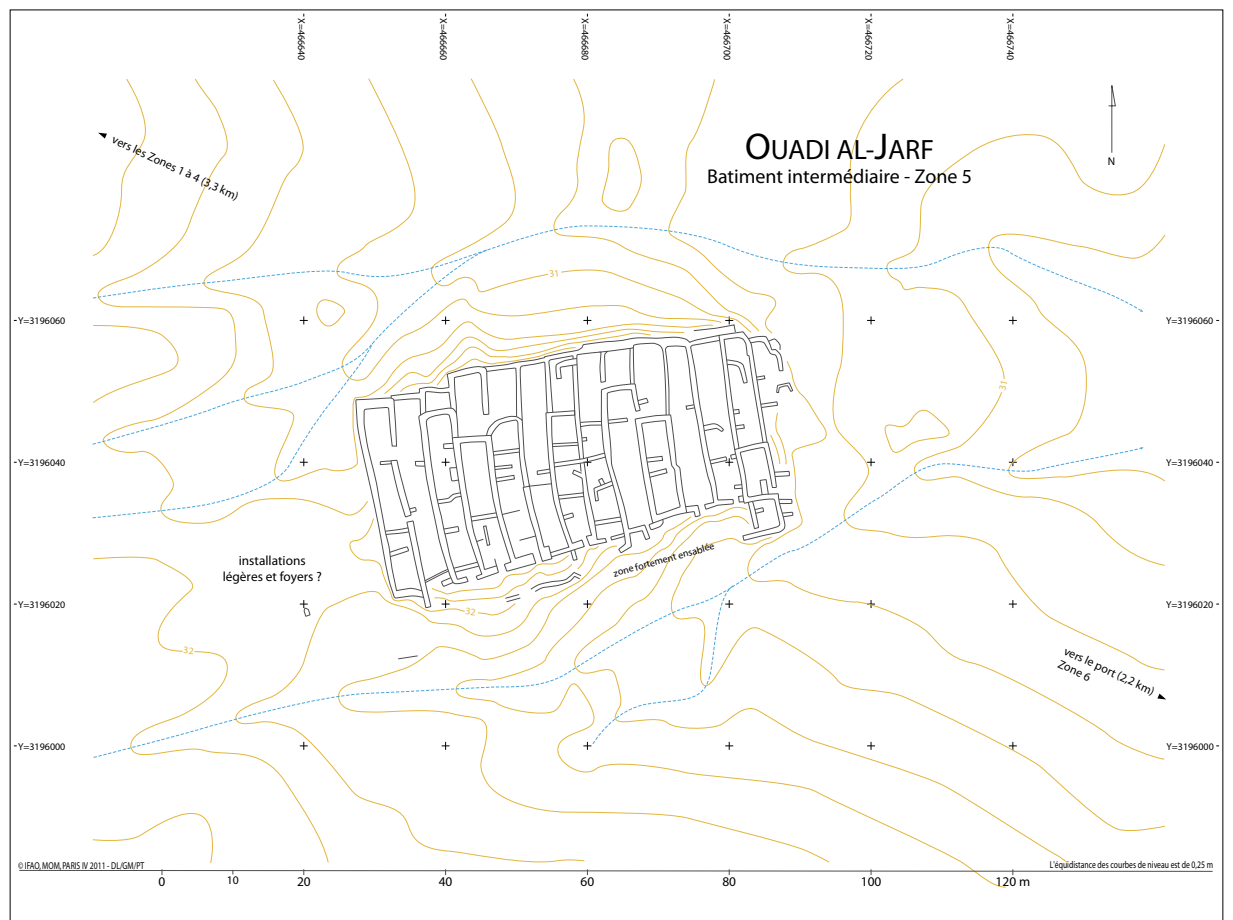 X=466640
X=466660
X=466680
X=466700
X=466720
X=466740
OUADI AL-JARF
Batiment intermédiaire - Zone 5
N
vers les Zones 1 à 4 (3,3 km)
31
Y=3196060
Y=3196060
31
Y=3196040
Y=3196040
zone fortement ensablée
installations
légères et foyers ?
Y=3196020
32
Y=3196020
32
vers le port (2,2 km)
Zone 6
Y=3196000
Y=3196000
© IFAO, MOM, PARIS IV 2011 - DL/GM/PT
L'équidistance des courbes de niveau est de 0,25 m
0 10 20 40 60 80 100 120 m